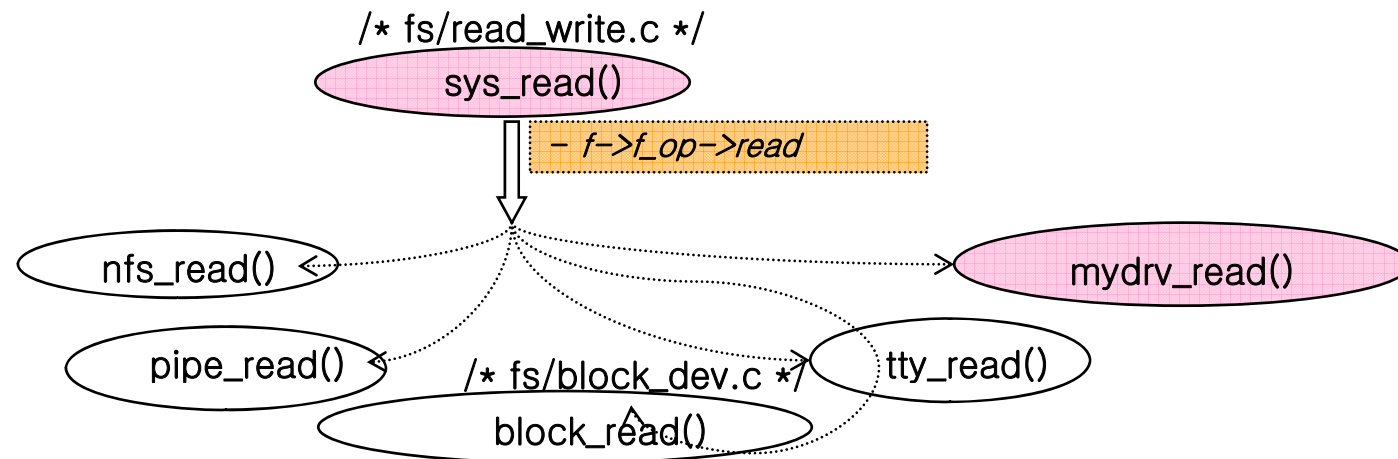 /* fs/read_write.c */
sys_read()
- f->f_op->read
nfs_read()
mydrv_read()
pipe_read()
tty_read()
/* fs/block_dev.c */
block_read()